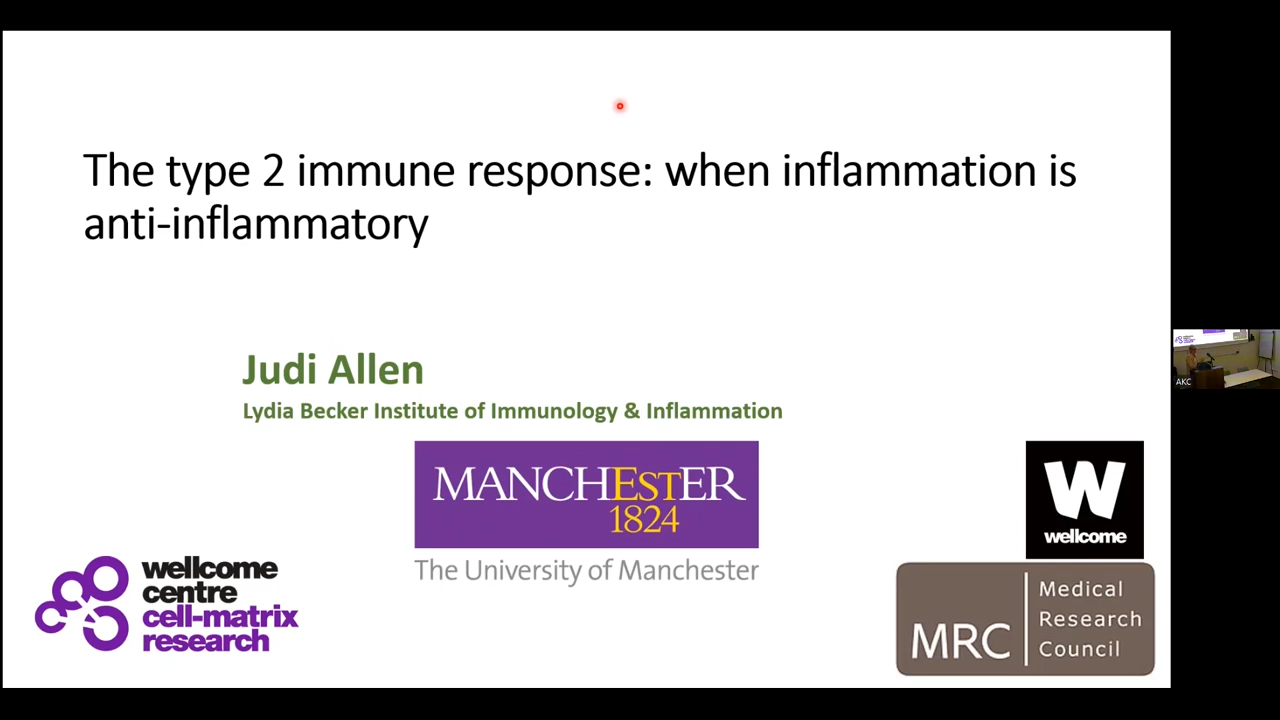 The type 2 immune response: when inflammation is
anti-inflammatory
Judi Allen
Lydia Becker Institute of Immunology & Inflammation
MANCHEsTER
1824
The University of Manchester
wellcome
centre
cell-matrix
research
W
wellcome
MRC
Medical
Research
Council
AKC